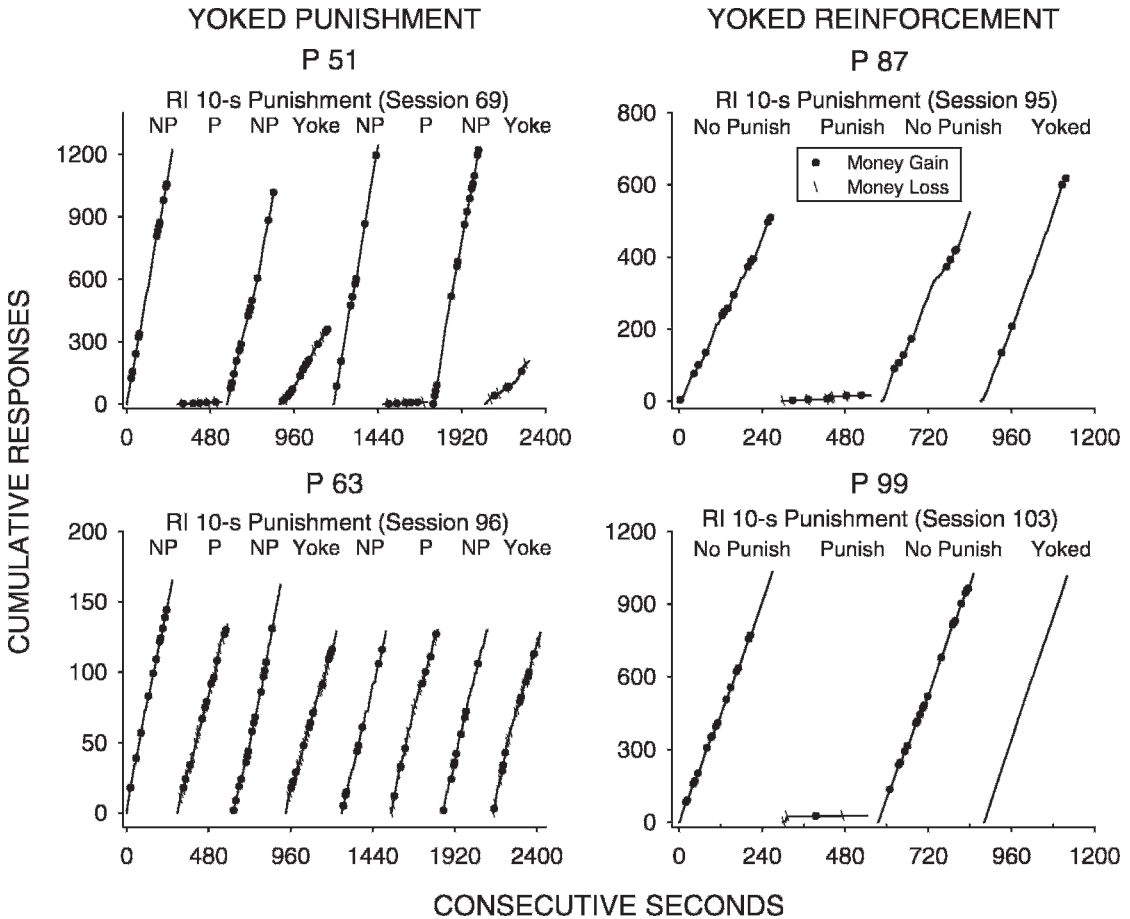 YOKED PUNISHMENT
YOKED REINFORCEMENT
P 51
RI 10-s Punishment (Session 69)
NP P NP Yoke NP P NP Yoke
1200
900
600
300
0
0 480 960 1440 1920 2400
P 87
RI 10-s Punishment (Session 95)
No Punish Punish No Punish Yoked
Money Gain
Money Loss
800
600
400
200
0
0 240 480 720 960 1200
P 63
RI 10-s Punishment (Session 96)
NP P NP Yoke NP P NP Yoke
200
150
100
50
0
0 480 960 1440 1920 2400
P 99
RI 10-s Punishment (Session 103)
No Punish Punish No Punish Yoked
1200
900
600
300
0
0 240 480 720 960 1200
CUMULATIVE RESPONSES
CONSECUTIVE SECONDS